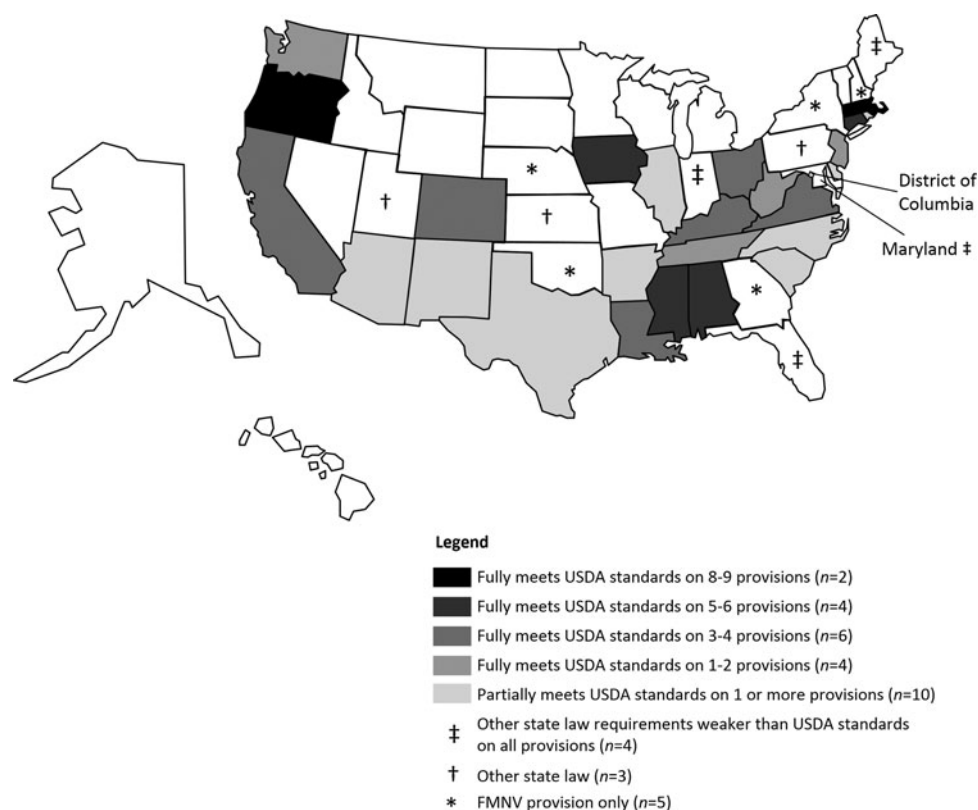 ‡
*
*
†
*
‡
†
†
*
*
‡
District of
Columbia
Maryland ‡
Legend
Fully meets USDA standards on 8-9 provisions (n=2)
Fully meets USDA standards on 5-6 provisions (n=4)
Fully meets USDA standards on 3-4 provisions (n=6)
Fully meets USDA standards on 1-2 provisions (n=4)
Partially meets USDA standards on 1 or more provisions (n=10)
‡ Other state law requirements weaker than USDA standards
on all provisions (n=4)
† Other state law (n=3)
* FMNV provision only (n=5)